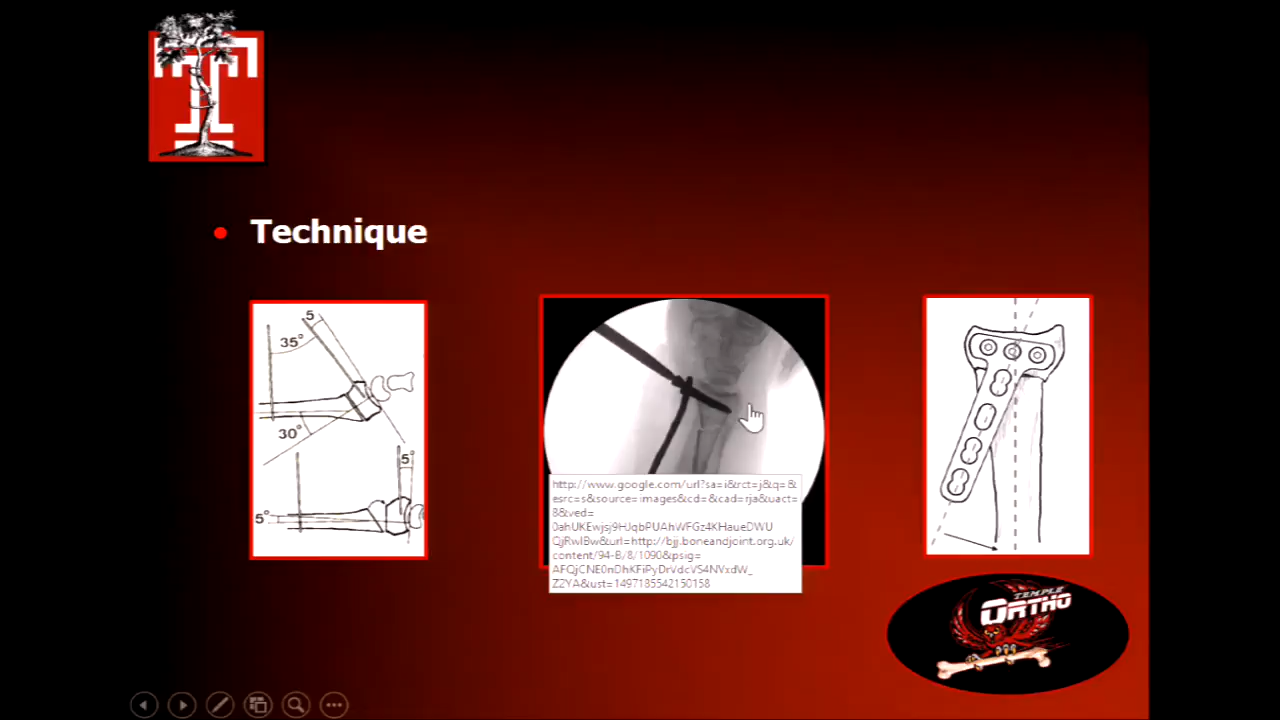 T
Technique
5
35°
30°
5°
5°
http://www.google.com/url?sa=i&rct=j&q=&
esrc=s&source=images&cd=&cad=rja&uact=
8&ved=
0ahUKEwjsj9HJqbPUAhWFGz4KHaueDWU
QjRwIBw&url=http://bjj.boneandjoint.org.uk/
content/94-B/8/1090&psig=
AFQjCNE0nDhKFiPyDrVdcVS4NYxdW_
Z2YA&ust=1497185542150158
TEMPLE
ORTHO